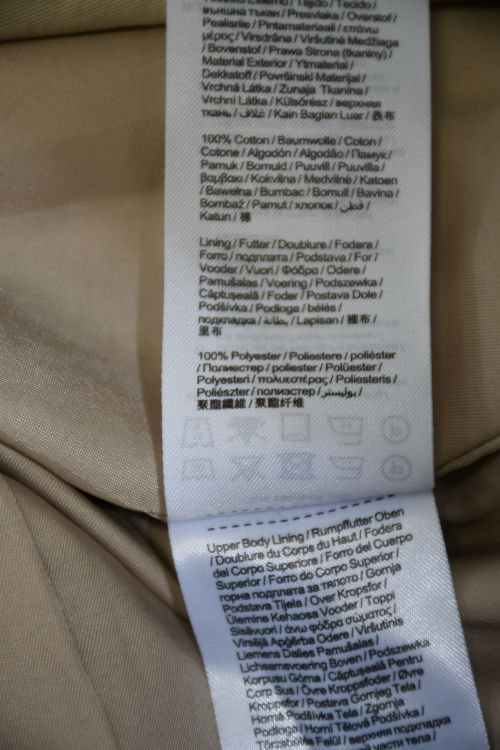 външна тъкан / Presvlaka / Overstof /
Pealisriie / Pintamateriaali / επάνω
μέρος / Virsdrāna / Viršutinė Medžiaga
/ Bovenstof / Prawa Strona (tkaniny) /
Material Exterior / Ytmaterial /
Dekkstoff / Površinski Materijal /
Vrchná Látka / Zunaja Tkanina /
Vrchní Látka / Külsőrész / верхняя
ткань / غلاف / Kain Bagian Luar / 表布
100% Cotton / Baumwolle / Coton /
Cotone / Algodón / Algodão / Памук /
Pamuk / Bomuld / Puuvill / Puuvilla /
βαμβακι / Kokvilna / Medvilnė / Katoen
/ Bawełna / Bumbac / Bomull / Bavlna /
Bombaž / Pamut / хлопок / قطن /
Katun / 棉
Lining / Futter / Doublure / Fodera /
Forro / подплата / Podstava / For /
Vooder / Vuori / Φόδρα / Odere /
Pamušalas / Voering / Podszewka /
Căptuşeală / Foder / Postava Dole /
Podšívka / Podloga / bélés /
подкладка / بطانة / Lapisan / 裡布 /
里布
100% Polyester / Poliestere / poliéster
/ Полиестер / poliester / Polüester /
Polyesteri / πολυεστέρας / Poliesteris /
Poliészter / полиэстер / بوليستر /
聚酯纖維 / 聚酯纤维
Upper Body Lining / Rumpffutter Oben
/ Doublure du Corps du Haut / Fodera
del Corpo Superiore / Forro del Cuerpo
Superior / Forro do Corpo Superior /
горна подплата за тялото / Gornja
Podstava Tijela / Over Kropsfor /
Ülemine Kehaosa Vooder / Toppi
Sisävuori / άνω φόδρα σώματος /
Virsējā Apģērba Odere / Viršutinis
Liemens Dalies Pamušalas /
Lichaamsvoering Boven / Podszewka
Korpusu Górna / Căptuşeală Pentru
Corp Sus / Övre Kroppsfoder / Øvre
Kroppsfor / Postava Gornjeg Tela /
Horná Podšívka Tela / Zgornja
Podloga / Horní Tělová Podšívka /
Törzsbélés Felül / верхняя подкладка
части тела /